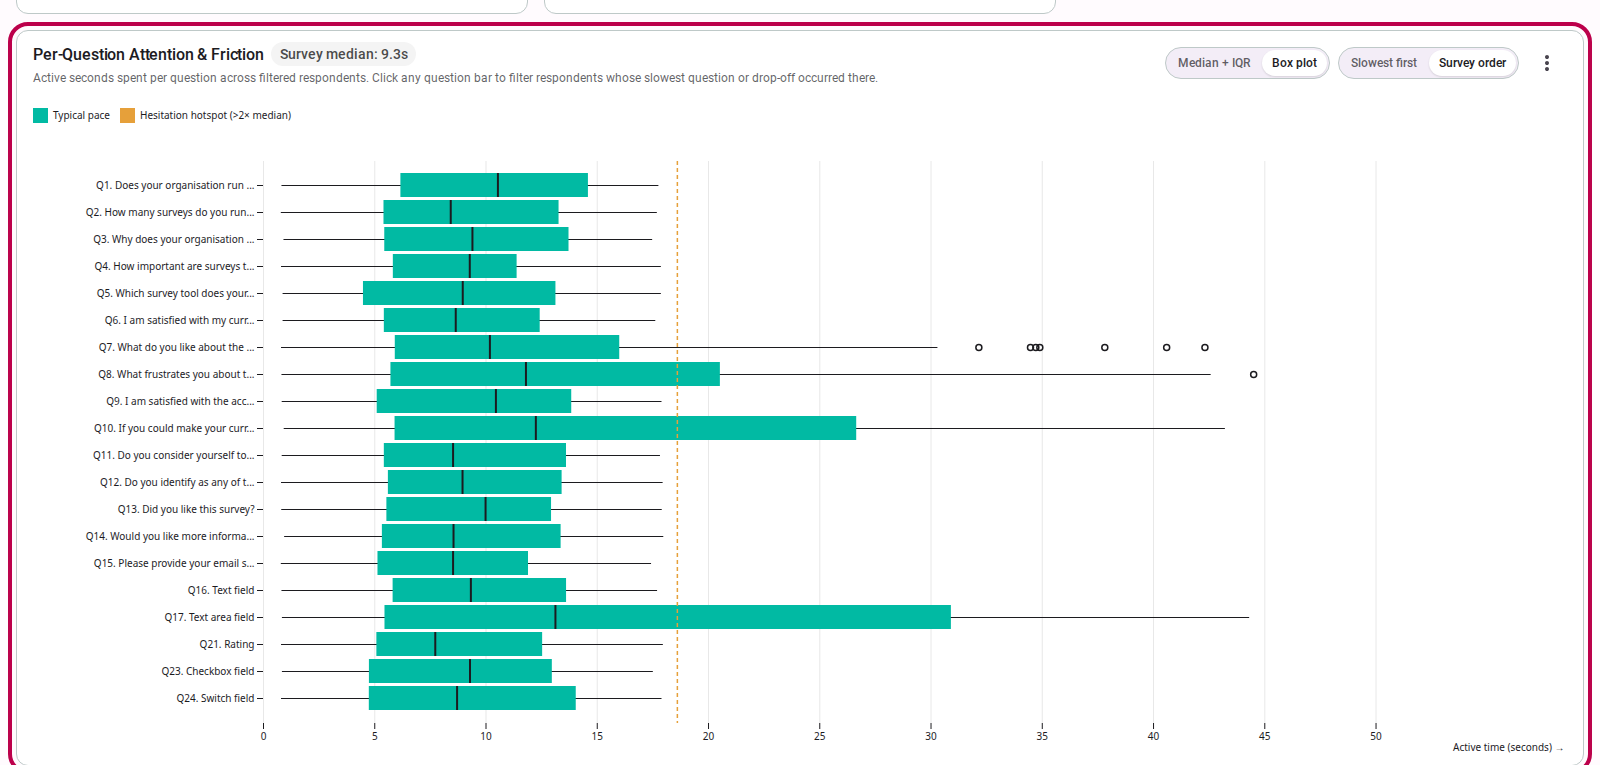 Per-Question Attention & Friction
Survey median: 9.3s
Median + IQR
Box plot
Slowest first
Survey order
Active seconds spent per question across filtered respondents. Click any question bar to filter respondents whose slowest question or drop-off occurred there.
Typical pace
Hesitation hotspot (>2× median)
Q1. Does your organisation run ...
Q2. How many surveys do you run...
Q3. Why does your organisation ...
Q4. How important are surveys t...
Q5. Which survey tool does your...
Q6. I am satisfied with my curr...
Q7. What do you like about the ...
Q8. What frustrates you about t...
Q9. I am satisfied with the acc...
Q10. If you could make your curr...
Q11. Do you consider yourself to...
Q12. Do you identify as any of t...
Q13. Did you like this survey?
Q14. Would you like more informa...
Q15. Please provide your email s...
Q16. Text field
Q17. Text area field
Q21. Rating
Q23. Checkbox field
Q24. Switch field
0 5 10 15 20 25 30 35 40 45 50
Active time (seconds) →